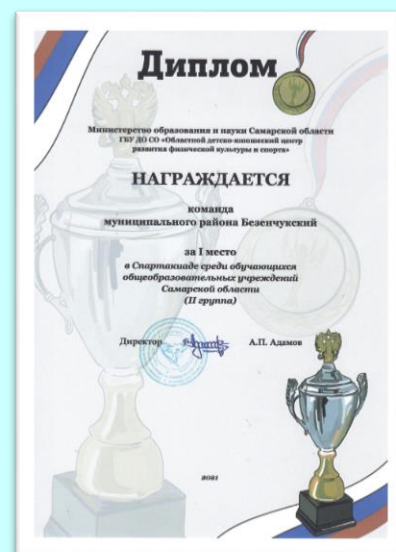 Диплом
Министерство образования и науки Самарской области
ГБУ ДО СО «Областной детско-юношеский центр
развития физической культуры и спорта»
НАГРАЖДАЕТСЯ
команда
муниципального района Безенчукский
за I место
в Спартакиаде среди обучающихся
общеобразовательных учреждений
Самарской области
(II группа)
Директор А.П. Адамов
2021